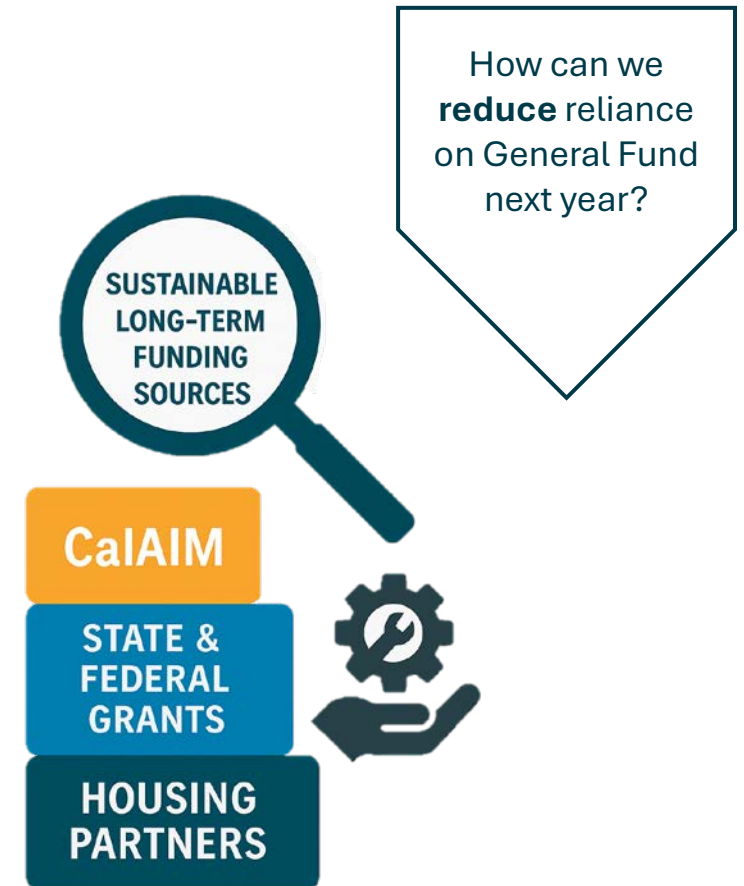 How can we
reduce reliance
on General Fund
next year?
SUSTAINABLE
LONG-TERM
FUNDING
SOURCES
CalAIM
STATE &
FEDERAL
GRANTS
HOUSING
PARTNERS